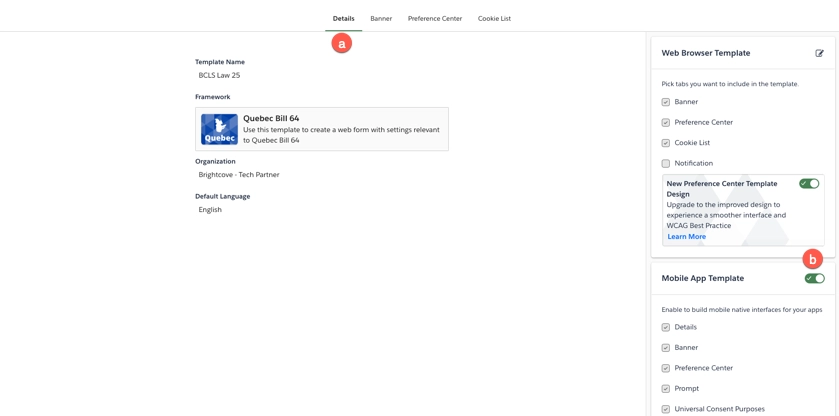 Details
Banner
Preference Center
Cookie List
a
Template Name
BCLS Law 25
Framework
Quebec
Quebec Bill 64
Use this template to create a web form with settings relevant
to Quebec Bill 64
Organization
Brightcove - Tech Partner
Default Language
English
Web Browser Template
Pick tabs you want to include in the template.
Banner
Preference Center
Cookie List
Notification
New Preference Center Template
Design
Upgrade to the improved design to
experience a smoother interface and
WCAG Best Practice
Learn More
b
Mobile App Template
Enable to build mobile native interfaces for your apps
Details
Banner
Preference Center
Prompt
Universal Consent Purposes